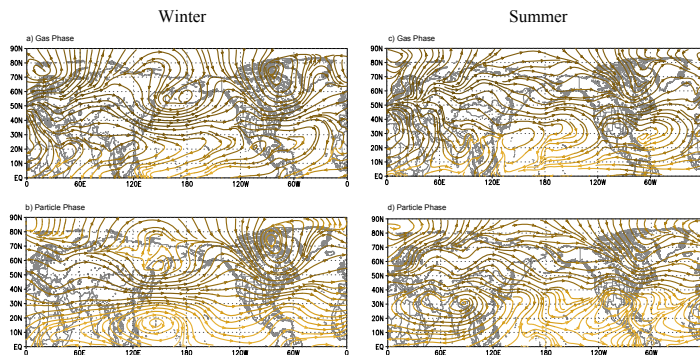 Winter
Summer
a) Gas Phase
90N
80N
70N
60N
50N
40N
30N
20N
10N
EQ
0 60E 120E 180 120W 60W 0
c) Gas Phase
90N
80N
70N
60N
50N
40N
30N
20N
10N
EQ
0 60E 120E 180 120W 60W
b) Particle Phase
90N
80N
70N
60N
50N
40N
30N
20N
10N
EQ
0 60E 120E 180 120W 60W 0
d) Particle Phase
90N
80N
70N
60N
50N
40N
30N
20N
10N
EQ
0 60E 120E 180 120W 60W